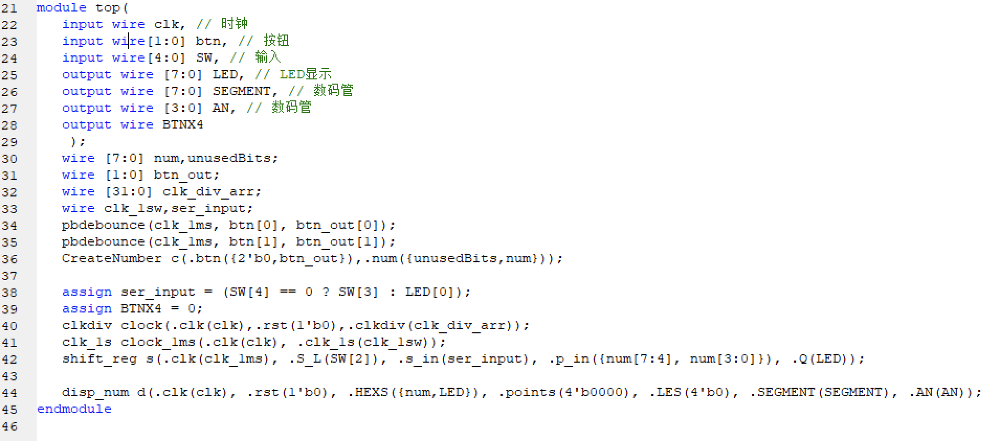 21 module top(
22 input wire clk, // 时钟
23 input wire[1:0] btn, // 按钮
24 input wire[4:0] SW, // 输入
25 output wire [7:0] LED, // LED显示
26 output wire [7:0] SEGMENT, // 数码管
27 output wire [3:0] AN, // 数码管
28 output wire BTNX4
29 );
30 wire [7:0] num,unusedBits;
31 wire [1:0] btn_out;
32 wire [31:0] clk_div_arr;
33 wire clk_1sw,ser_input;
34 pbdebounce(clk_1ms, btn[0], btn_out[0]);
35 pbdebounce(clk_1ms, btn[1], btn_out[1]);
36 CreateNumber c(.btn({2'b0,btn_out}),.num({unusedBits,num}));
37
38 assign ser_input = (SW[4] == 0 ? SW[3] : LED[0]);
39 assign BTNX4 = 0;
40 clkdiv clock(.clk(clk),.rst(1'b0),.clkdiv(clk_div_arr));
41 clk_1s clock_1ms(.clk(clk), .clk_1s(clk_1sw));
42 shift_reg s(.clk(clk_1ms), .S_L(SW[2]), .s_in(ser_input), .p_in({num[7:4], num[3:0]}), .Q(LED));
43
44 disp_num d(.clk(clk), .rst(1'b0), .HEXS({num,LED}), .points(4'b0000), .LES(4'b0), .SEGMENT(SEGMENT), .AN(AN));
45 endmodule
46